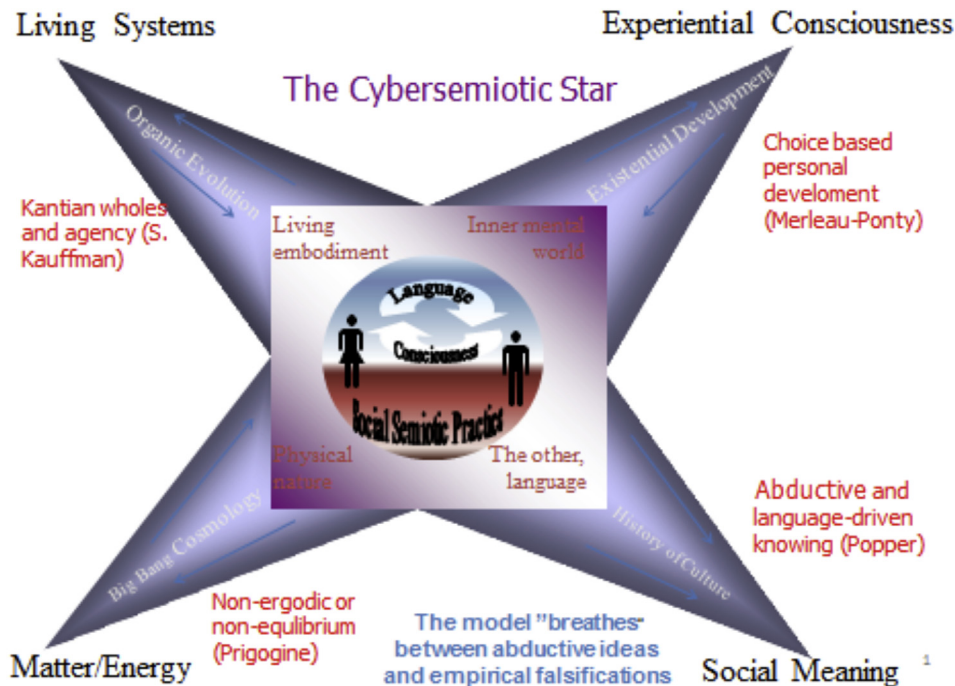 Living Systems
Experiential Consciousness
The Cybersemiotic Star
Organic Evolution
Existential Development
Choice based
personal
develoment
(Merleau-Ponty)
Kantian wholes
and agency (S.
Kauffman)
Living
embodiment
Inner mental
world
Language
Consciousness
Social Semiotic Practice
Physical
nature
The other,
language
Big Bang Cosmology
History of Culture
Abductive and
language-driven
knowing (Popper)
Non-ergodic or
non-equlibrium
(Prigogine)
The model "breathes"
between abductive ideas
and empirical falsifications
Matter/Energy
Social Meaning
1